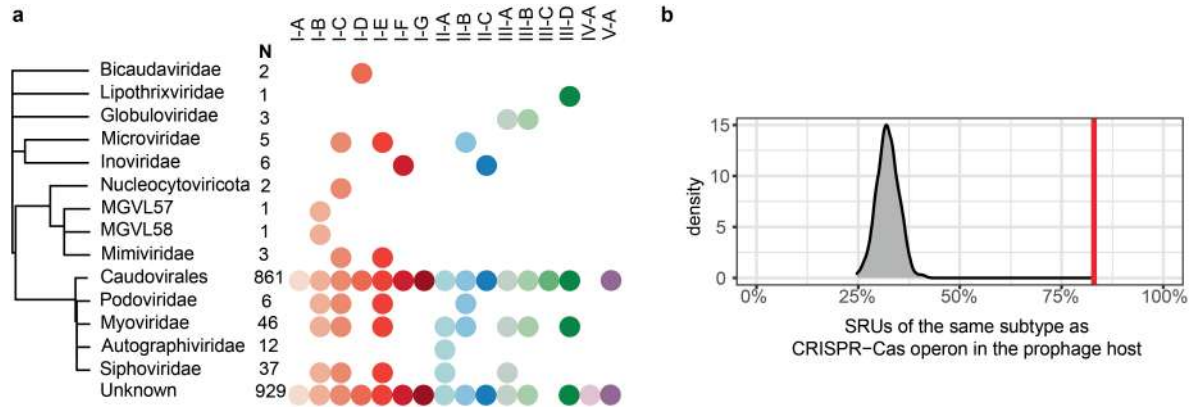 a
N I-A I-B I-C I-D I-E I-F I-G II-A II-B II-C III-A III-B III-C III-D IV-A V-A
Bicaudaviridae 2
Lipothrixviridae 1
Globuloviridae 3
Microviridae 5
Inoviridae 6
Nucleocytoviricota 2
MGVL57 1
MGVL58 1
Mimiviridae 3
Caudovirales 861
Podoviridae 6
Myoviridae 46
Autographiviridae 12
Siphoviridae 37
Unknown 929
b
density
15
10
5
0
0% 25% 50% 75% 100%
SRUs of the same subtype as
CRISPR−Cas operon in the prophage host